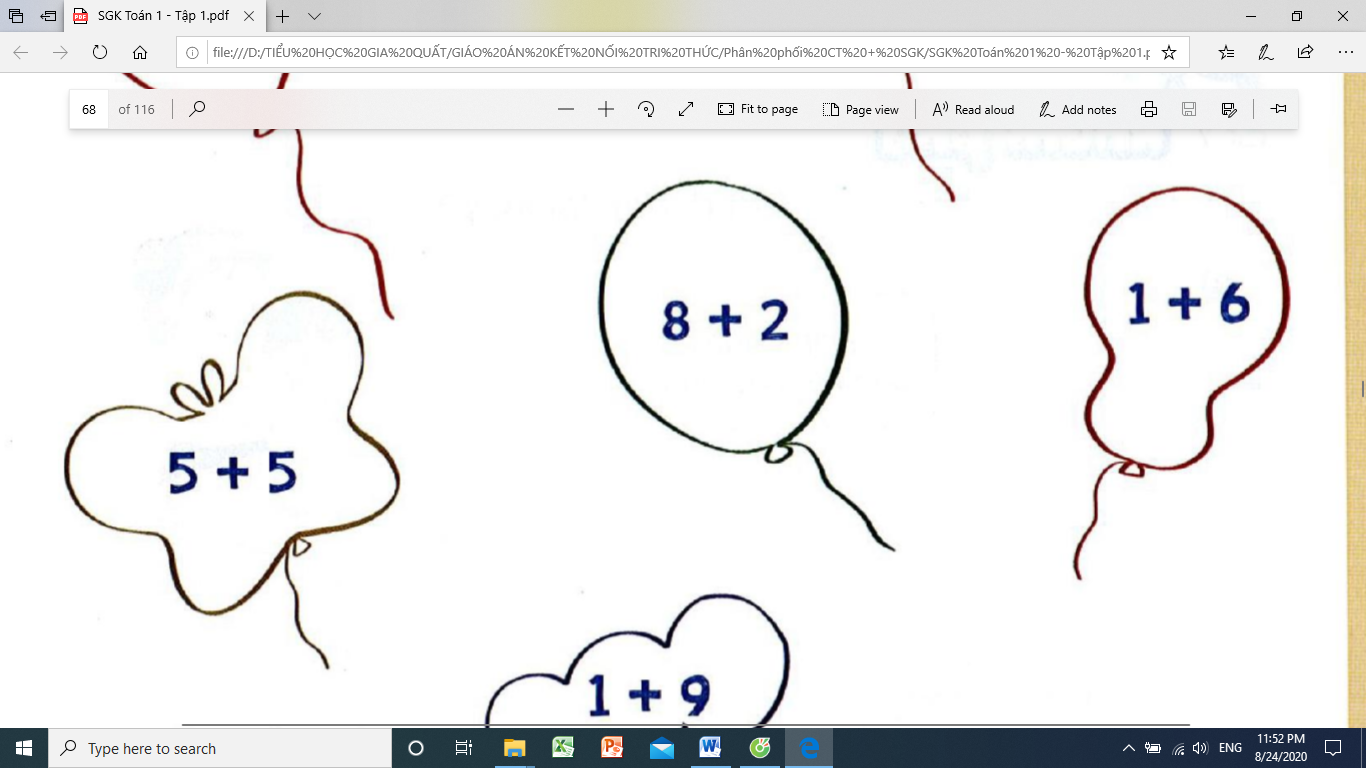 SGK Toán 1 - Tập 1.pdf
file:///D:/TIỂU%20HỌC%20GIA%20QUẤT/GIÁO%20ÁN%20KẾT%20NỐI%20TRI%20THỨC/Phân%20phối%20CT%20+%20SGK/SGK%20Toán%201%20-%20Tập%201.p
68 of 116 Fit to page Page view Read aloud Add notes
8 + 2
1 + 6
5 + 5
1 + 9
Type here to search
ENG
11:52 PM
8/24/2020